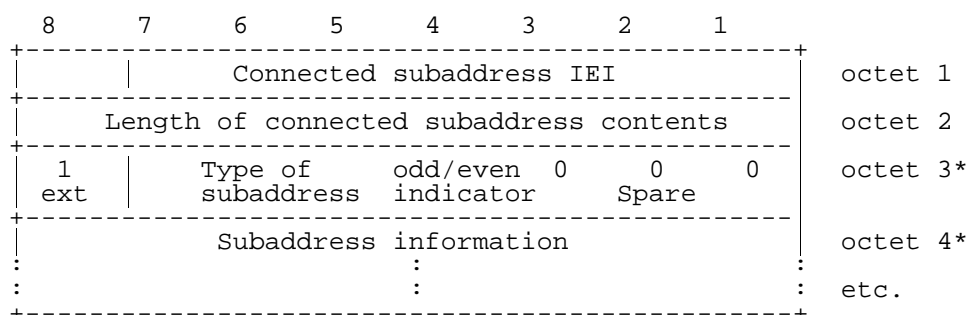 8 7 6 5 4 3 2 1
Connected subaddress IEI octet 1
Length of connected subaddress contents octet 2
1 Type of odd/even 0 0 0 octet 3*
ext subaddress indicator Spare
Subaddress information octet 4*
: : :
: : : etc.